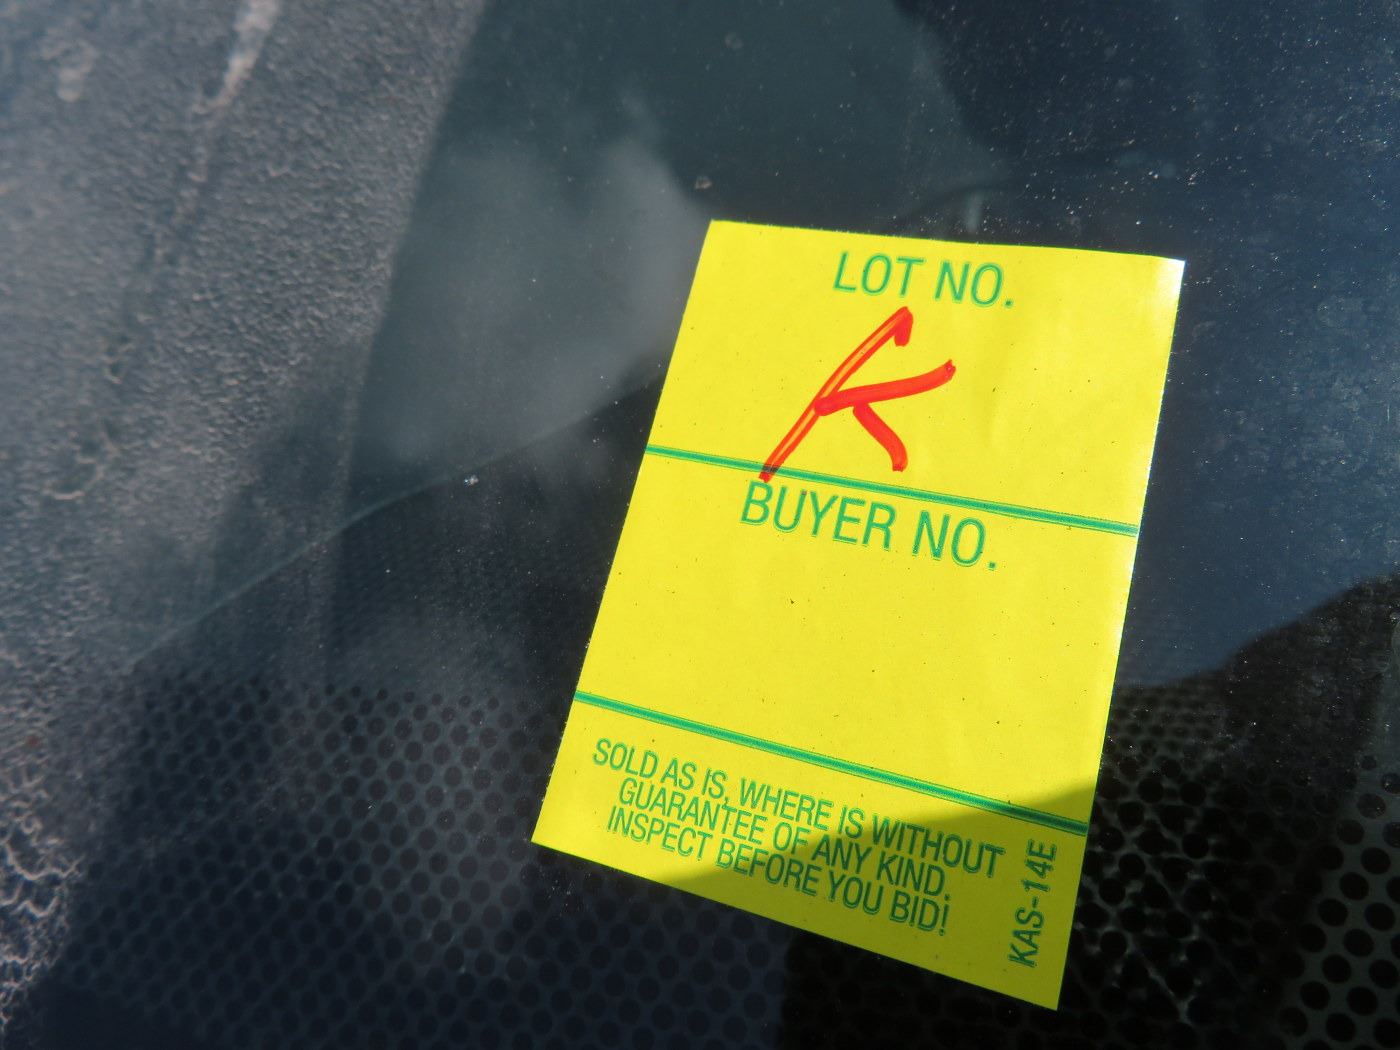 LOT NO.
K
BUYER NO.
SOLD AS IS, WHERE IS WITHOUT
GUARANTEE OF ANY KIND.
INSPECT BEFORE YOU BID!
KAS-14E